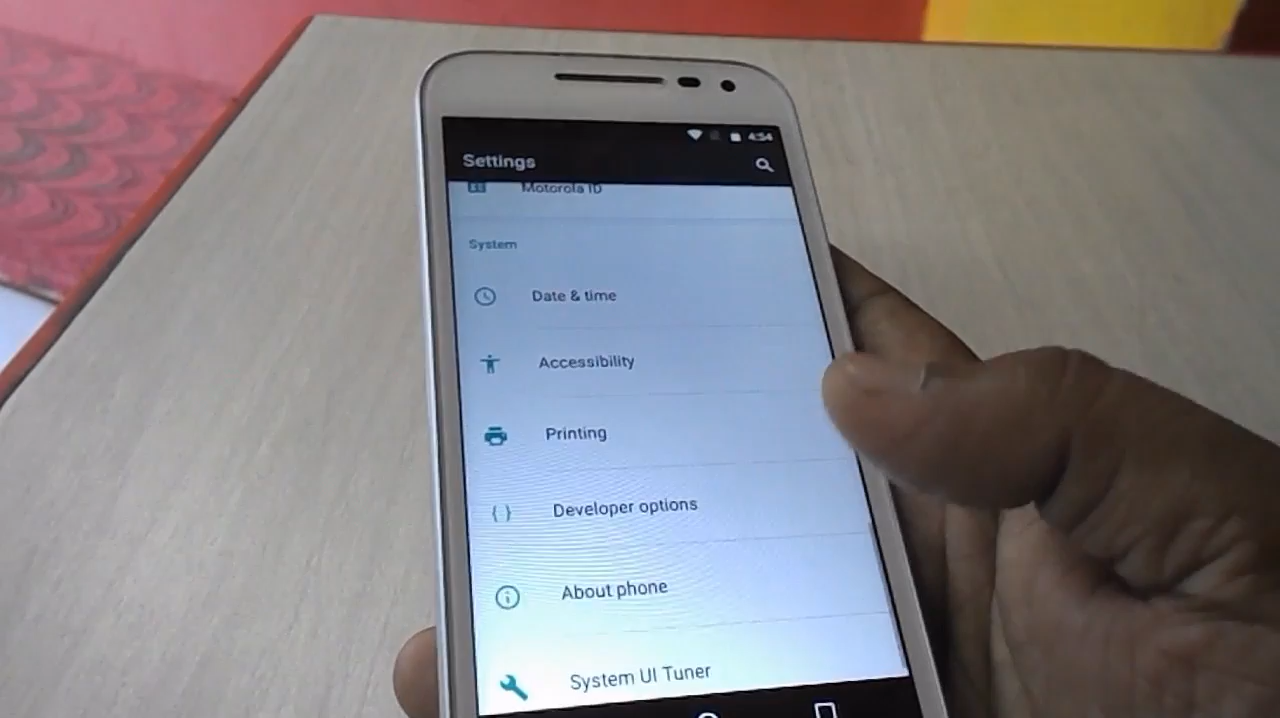 4:54
Settings
Motorola ID
System
Date & time
Accessibility
Printing
{ } Developer options
About phone
System UI Tuner